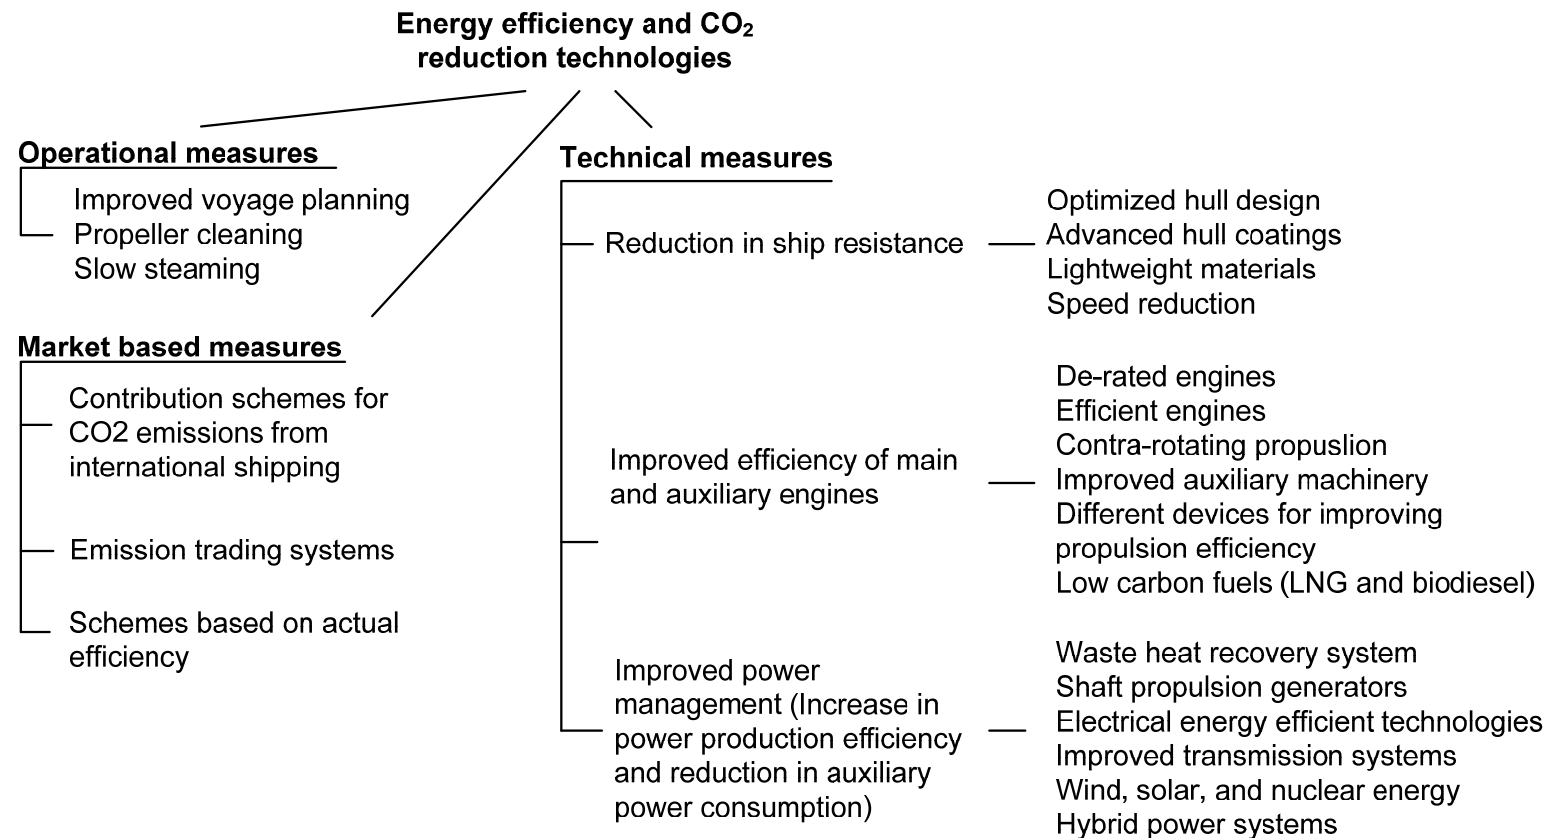 Energy efficiency and CO₂
reduction technologies
Operational measures
Improved voyage planning
Propeller cleaning
Slow steaming
Market based measures
Contribution schemes for
CO2 emissions from
international shipping
Emission trading systems
Schemes based on actual
efficiency
Technical measures
Reduction in ship resistance
Optimized hull design
Advanced hull coatings
Lightweight materials
Speed reduction
Improved efficiency of main
and auxiliary engines
De-rated engines
Efficient engines
Contra-rotating propuslion
Improved auxiliary machinery
Different devices for improving
propulsion efficiency
Low carbon fuels (LNG and biodiesel)
Improved power
management (Increase in
power production efficiency
and reduction in auxiliary
power consumption)
Waste heat recovery system
Shaft propulsion generators
Electrical energy efficient technologies
Improved transmission systems
Wind, solar, and nuclear energy
Hybrid power systems